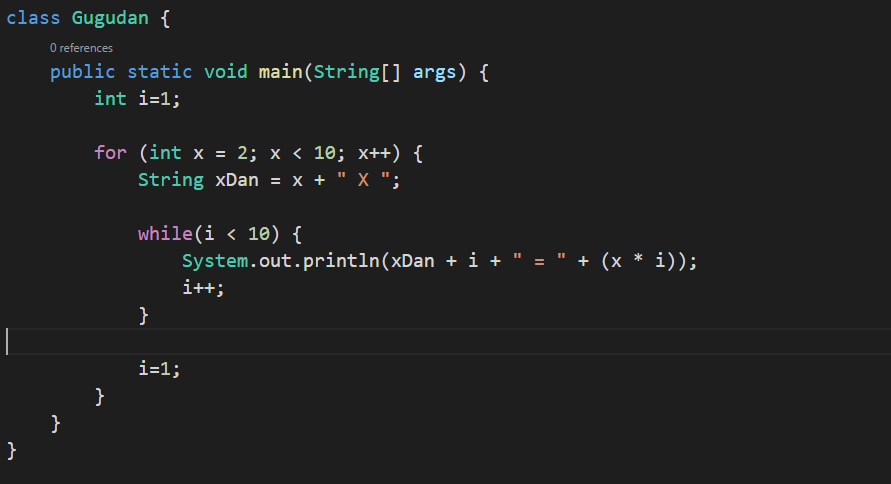 class Gugudan {
0 references
public static void main(String[] args) {
int i=1;
for (int x = 2; x < 10; x++) {
String xDan = x + " X ";
while(i < 10) {
System.out.println(xDan + i + " = " + (x * i));
i++;
}
i=1;
}
}
}